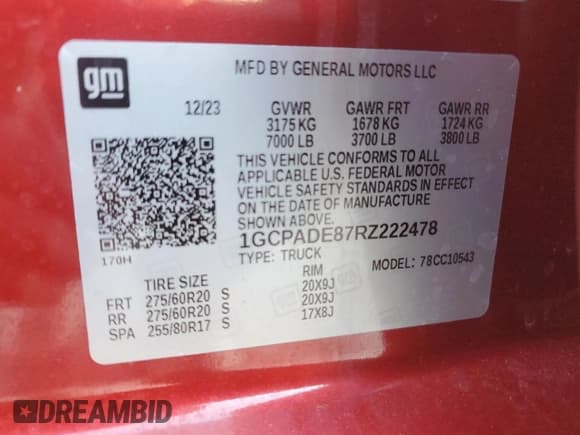 gm
MFD BY GENERAL MOTORS LLC
12/23 GVWR GAWR FRT GAWR RR
3175 KG 1678 KG 1724 KG
7000 LB 3700 LB 3800 LB
THIS VEHICLE CONFORMS TO ALL
APPLICABLE U.S. FEDERAL MOTOR
VEHICLE SAFETY STANDARDS IN EFFECT
ON THE DATE OF MANUFACTURE
SHOWN ABOVE.
1GCPADE87RZ222478
170H
TYPE: TRUCK MODEL: 78CC10543
TIRE SIZE RIM
FRT 275/60R20 S 20X9J
RR 275/60R20 S 20X9J
SPA 255/80R17 S 17X8J
DREAMBID